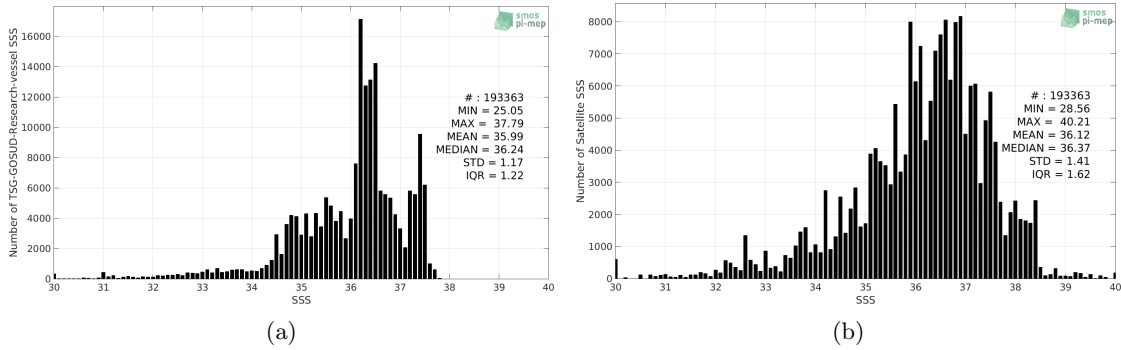 smos
pi-mep
Number of TSG-GOSUD-Research-vessel SSS
16000
14000
12000
10000
8000
6000
4000
2000
0
# : 193363
MIN = 25.05
MAX = 37.79
MEAN = 35.99
MEDIAN = 36.24
STD = 1.17
IQR = 1.22
30 31 32 33 34 35 36 37 38 39 40
SSS
(a)
smos
pi-mep
Number of Satellite SSS
8000
7000
6000
5000
4000
3000
2000
1000
0
# : 193363
MIN = 28.56
MAX = 40.21
MEAN = 36.12
MEDIAN = 36.37
STD = 1.41
IQR = 1.62
30 31 32 33 34 35 36 37 38 39 40
SSS
(b)